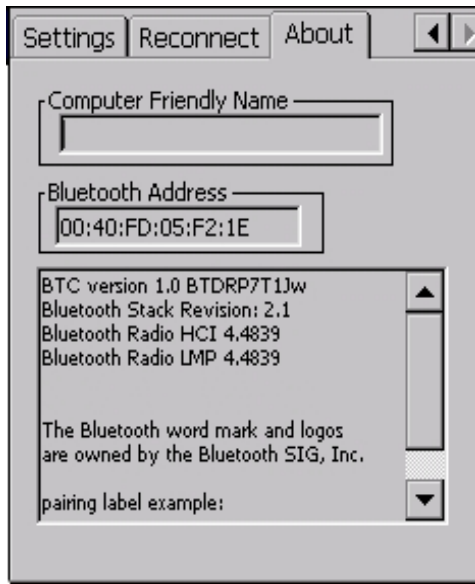 Settings Reconnect About
Computer Friendly Name
Bluetooth Address
00:40:FD:05:F2:1E
BTC version 1.0 BTDRP7T1Jw
Bluetooth Stack Revision: 2.1
Bluetooth Radio HCI 4.4839
Bluetooth Radio LMP 4.4839
The Bluetooth word mark and logos
are owned by the Bluetooth SIG, Inc.
pairing label example: